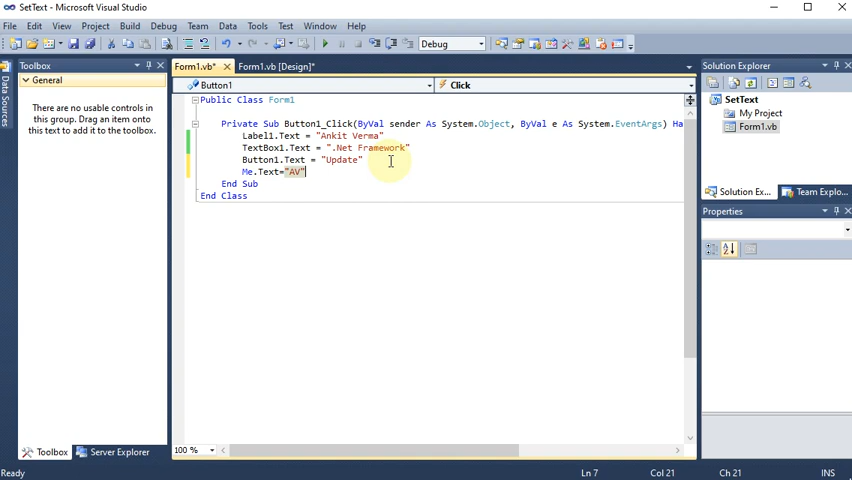 SetText - Microsoft Visual Studio
File Edit View Project Build Debug Team Data Tools Test Window Help
Debug
Data Sources
Toolbox
General
There are no usable controls in
this group. Drag an item onto
this text to add it to the toolbox.
Toolbox Server Explorer
Form1.vb* Form1.vb [Design]*
Button1 Click
Public Class Form1
Private Sub Button1_Click(ByVal sender As System.Object, ByVal e As System.EventArgs) Ha
Label1.Text = "Ankit Verma"
TextBox1.Text = ".Net Framework"
Button1.Text = "Update"
Me.Text="AV"
End Sub
End Class
100 %
Solution Explorer
SetText
My Project
Form1.vb
Solution Ex... Team Explo...
Properties
Ready Ln 7 Col 21 Ch 21 INS